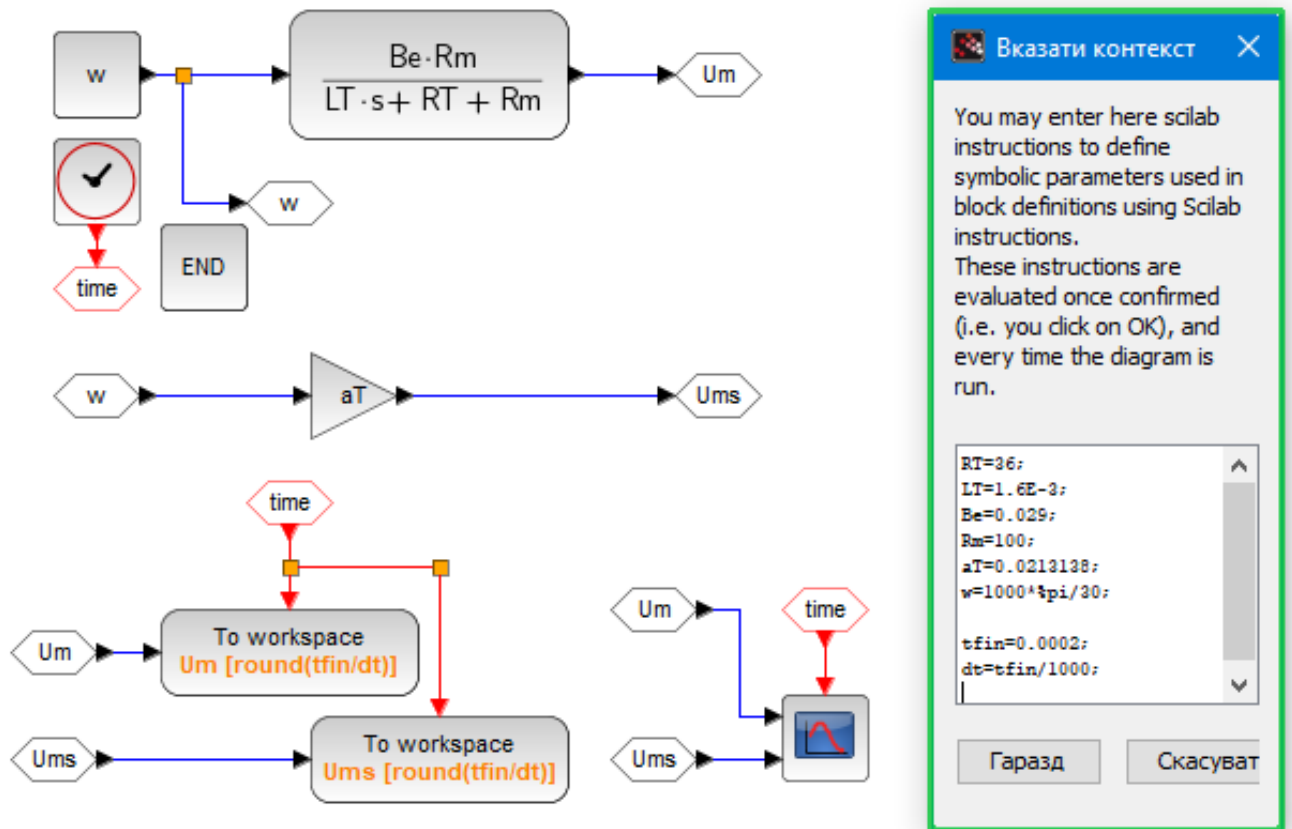 w
Be·Rm
LT·s+ RT + Rm
Um
w
END
time
w
aT
Ums
time
To workspace
Um [round(tfin/dt)]
Um
To workspace
Ums [round(tfin/dt)]
Ums
Um
time
Ums
Вказати контекст
You may enter here scilab
instructions to define
symbolic parameters used in
block definitions using Scilab
instructions.
These instructions are
evaluated once confirmed
(i.e. you click on OK), and
every time the diagram is
run.
RT=36;
LT=1.6E-3;
Be=0.029;
Rm=100;
aT=0.0213138;
w=1000*%pi/30;
tfin=0.0002;
dt=tfin/1000;
Гаразд
Скасуват